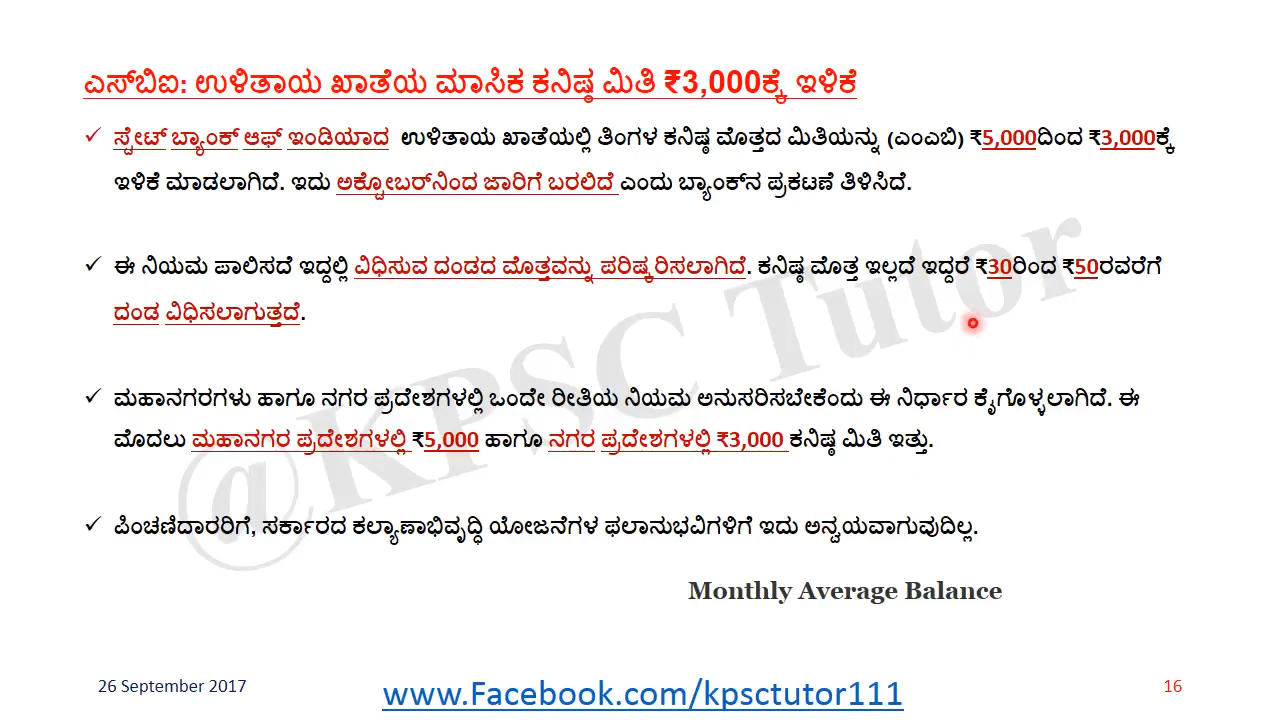 ಎಸ್‌ಬಿಐ: ಉಳಿತಾಯ ಖಾತೆಯ ಮಾಸಿಕ ಕನಿಷ್ಠ ಮಿತಿ ₹3,000ಕ್ಕೆ ಇಳಿಕೆ
✓ ಸ್ಟೇಟ್ ಬ್ಯಾಂಕ್ ಆಫ್ ಇಂಡಿಯಾದ ಉಳಿತಾಯ ಖಾತೆಯಲ್ಲಿ ತಿಂಗಳ ಕನಿಷ್ಠ ಮೊತ್ತದ ಮಿತಿಯನ್ನು (ಎಂಎಬಿ) ₹5,000ದಿಂದ ₹3,000ಕ್ಕೆ
ಇಳಿಕೆ ಮಾಡಲಾಗಿದೆ. ಇದು ಅಕ್ಟೋಬರ್‌ನಿಂದ ಜಾರಿಗೆ ಬರಲಿದೆ ಎಂದು ಬ್ಯಾಂಕ್‌ನ ಪ್ರಕಟಣೆ ತಿಳಿಸಿದೆ.
✓ ಈ ನಿಯಮ ಪಾಲಿಸದೆ ಇದ್ದಲ್ಲಿ ವಿಧಿಸುವ ದಂಡದ ಮೊತ್ತವನ್ನು ಪರಿಷ್ಕರಿಸಲಾಗಿದೆ. ಕನಿಷ್ಠ ಮೊತ್ತ ಇಲ್ಲದೆ ಇದ್ದರೆ ₹30ರಿಂದ ₹50ರವರೆಗೆ
ದಂಡ ವಿಧಿಸಲಾಗುತ್ತದೆ.
✓ ಮಹಾನಗರಗಳು ಹಾಗೂ ನಗರ ಪ್ರದೇಶಗಳಲ್ಲಿ ಒಂದೇ ರೀತಿಯ ನಿಯಮ ಅನುಸರಿಸಬೇಕೆಂದು ಈ ನಿರ್ಧಾರ ಕೈಗೊಳ್ಳಲಾಗಿದೆ. ಈ
ಮೊದಲು ಮಹಾನಗರ ಪ್ರದೇಶಗಳಲ್ಲಿ ₹5,000 ಹಾಗೂ ನಗರ ಪ್ರದೇಶಗಳಲ್ಲಿ ₹3,000 ಕನಿಷ್ಠ ಮಿತಿ ಇತ್ತು.
✓ ಪಿಂಚಣಿದಾರರಿಗೆ, ಸರ್ಕಾರದ ಕಲ್ಯಾಣಾಭಿವೃದ್ಧಿ ಯೋಜನೆಗಳ ಫಲಾನುಭವಿಗಳಿಗೆ ಇದು ಅನ್ವಯವಾಗುವುದಿಲ್ಲ.
@KPSC Tutor
Monthly Average Balance
26 September 2017
www.Facebook.com/kpsctutor111
16